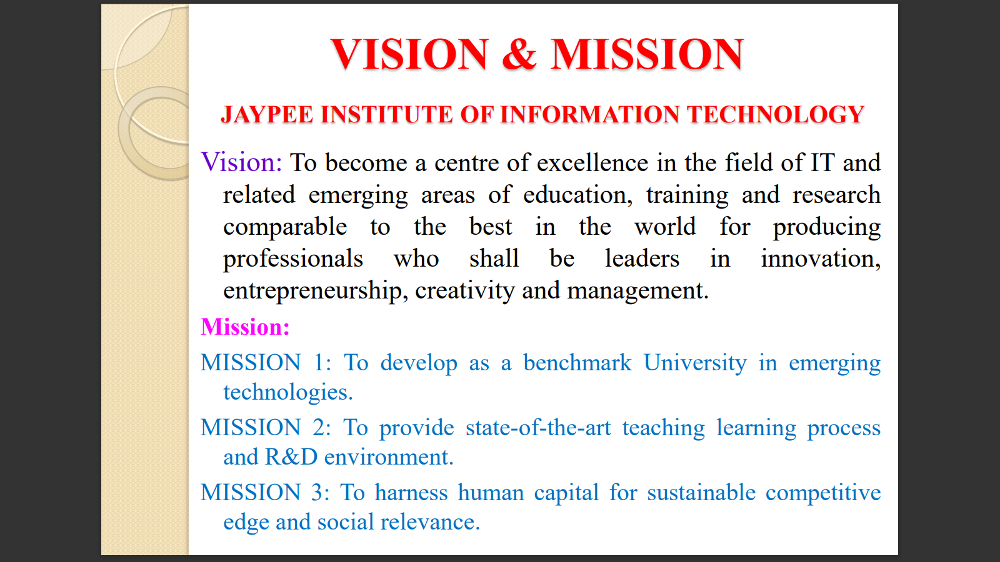 VISION & MISSION
JAYPEE INSTITUTE OF INFORMATION TECHNOLOGY
Vision: To become a centre of excellence in the field of IT and
related emerging areas of education, training and research
comparable to the best in the world for producing
professionals who shall be leaders in innovation,
entrepreneurship, creativity and management.
Mission:
MISSION 1: To develop as a benchmark University in emerging
technologies.
MISSION 2: To provide state-of-the-art teaching learning process
and R&D environment.
MISSION 3: To harness human capital for sustainable competitive
edge and social relevance.